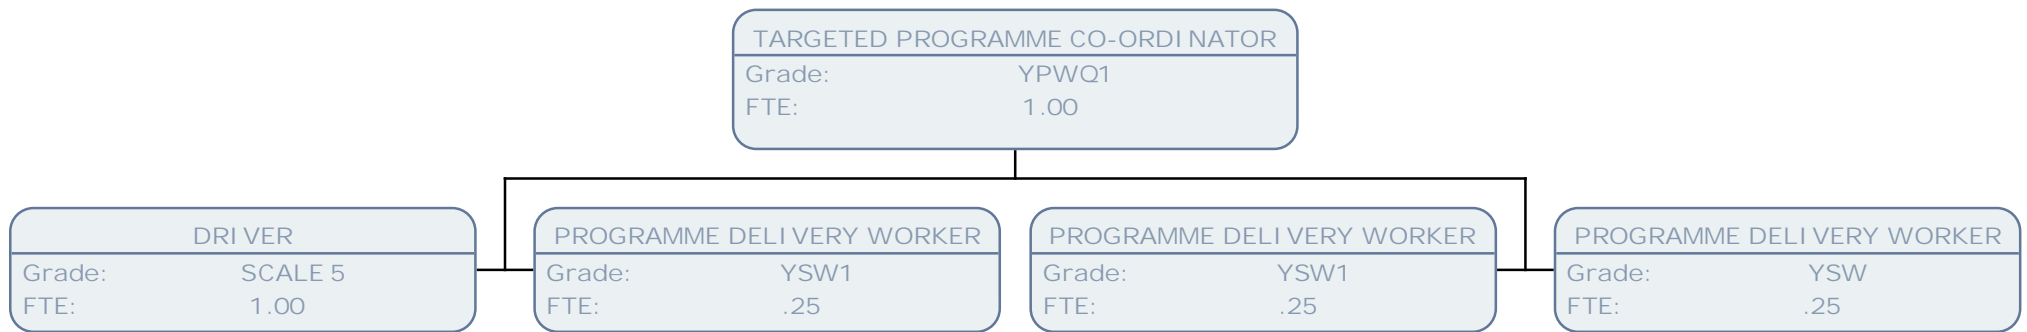 TARGETED PROGRAMME CO-ORDINATOR
Grade: YPWQ1
FTE: 1.00
DRIVER
Grade: SCALE 5
FTE: 1.00
PROGRAMME DELIVERY WORKER
Grade: YSW1
FTE: .25
PROGRAMME DELIVERY WORKER
Grade: YSW1
FTE: .25
PROGRAMME DELIVERY WORKER
Grade: YSW
FTE: .25